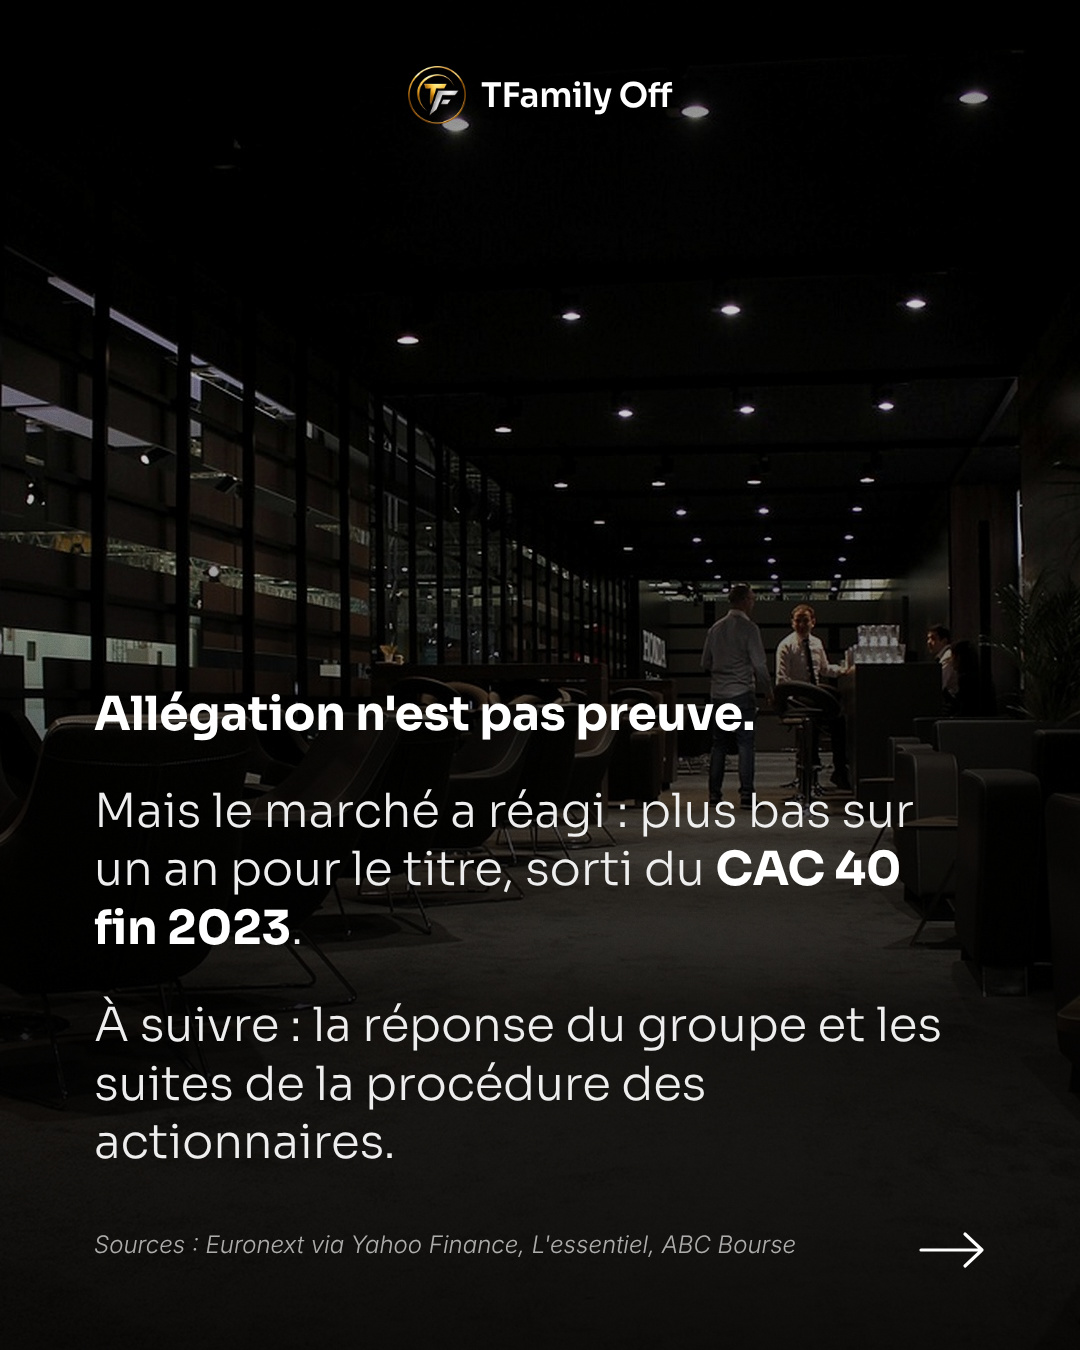 TFamily Off
Allégation n'est pas preuve.
Mais le marché a réagi : plus bas sur
un an pour le titre, sorti du CAC 40
fin 2023.
À suivre : la réponse du groupe et les
suites de la procédure des
actionnaires.
Sources : Euronext via Yahoo Finance, L'essentiel, ABC Bourse